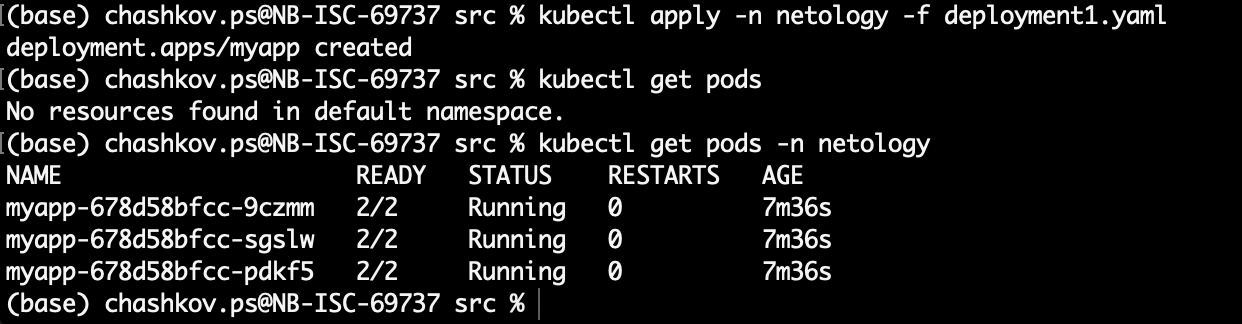 (base) chashkov.ps@NB-ISC-69737 src % kubectl apply -n netology -f deployment1.yaml
deployment.apps/myapp created
[(base) chashkov.ps@NB-ISC-69737 src % kubectl get pods
No resources found in default namespace.
[(base) chashkov.ps@NB-ISC-69737 src % kubectl get pods -n netology
NAME READY STATUS RESTARTS AGE
myapp-678d58bfcc-9czmm 2/2 Running 0 7m36s
myapp-678d58bfcc-sgslw 2/2 Running 0 7m36s
myapp-678d58bfcc-pdkf5 2/2 Running 0 7m36s
(base) chashkov.ps@NB-ISC-69737 src %